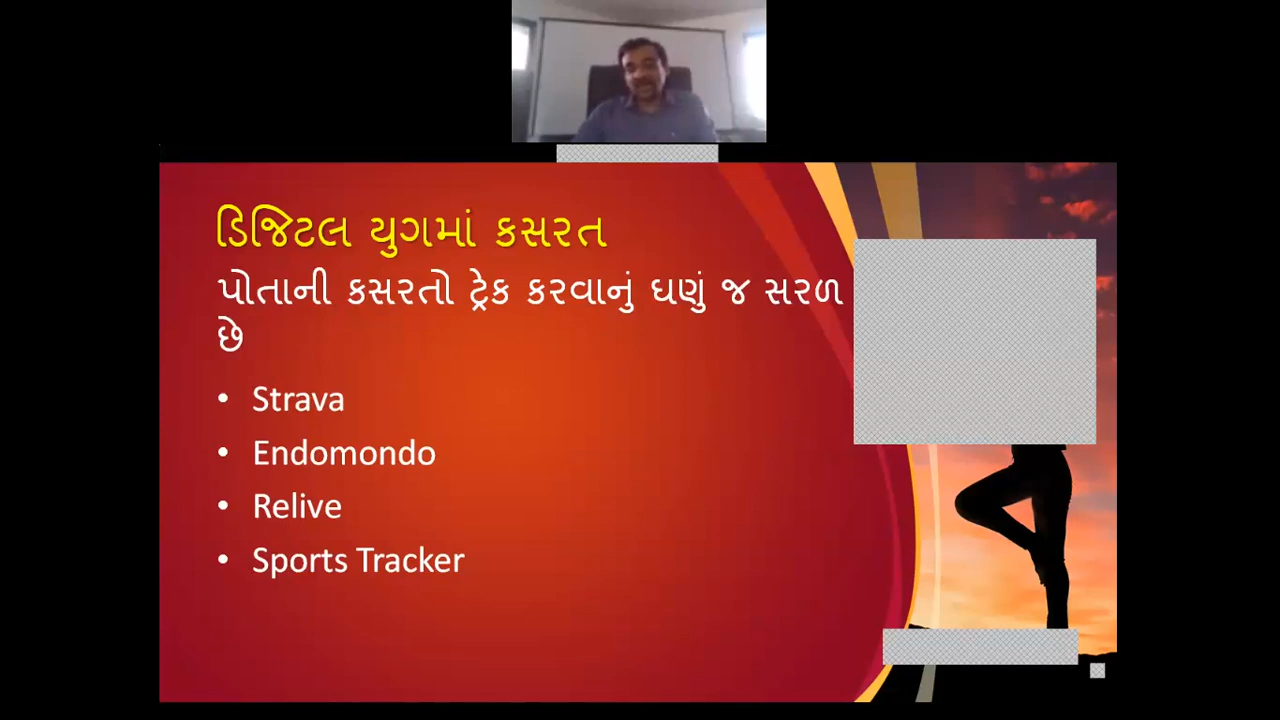 ડિજિટલ યુગમાં કસરત
પોતાની કસરતો ટ્રેક કરવાનું ઘણું જ સરળ
છે
• Strava
• Endomondo
• Relive
• Sports Tracker